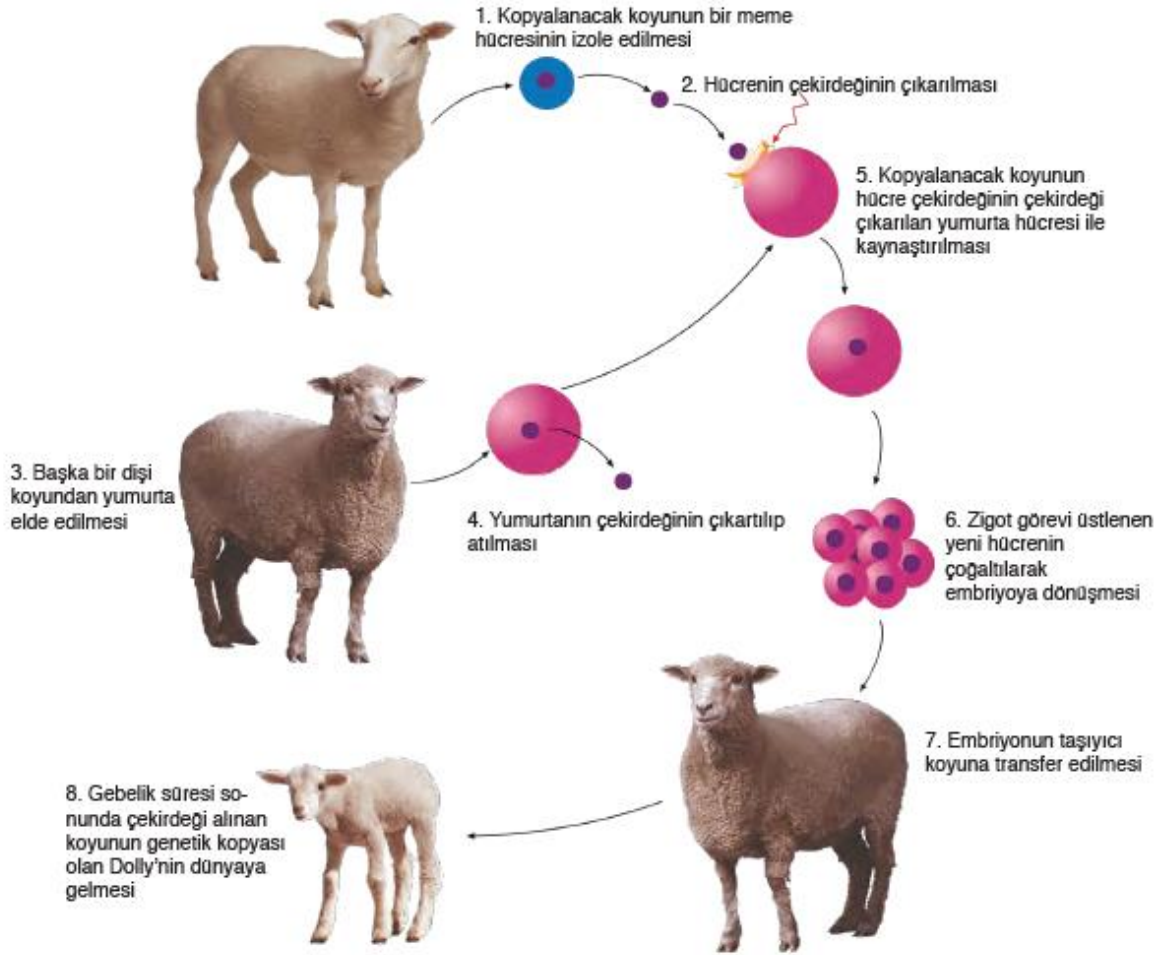 1. Kopyalanacak koyunun bir meme
hücresinin izole edilmesi
2. Hücrenin çekirdeğinin çıkarılması
5. Kopyalanacak koyunun
hücre çekirdeğinin çekirdeği
çıkarılan yumurta hücresi ile
kaynaştırılması
3. Başka bir dişi
koyundan yumurta
elde edilmesi
4. Yumurtanın çekirdeğinin çıkartılıp
atılması
6. Zigot görevi üstlenen
yeni hücrenin
çoğaltılarak
embriyoya dönüşmesi
7. Embriyonun taşıyıcı
koyuna transfer edilmesi
8. Gebelik süresi so-
nunda çekirdeği alınan
koyunun genetik kopyası
olan Dolly'nin dünyaya
gelmesi